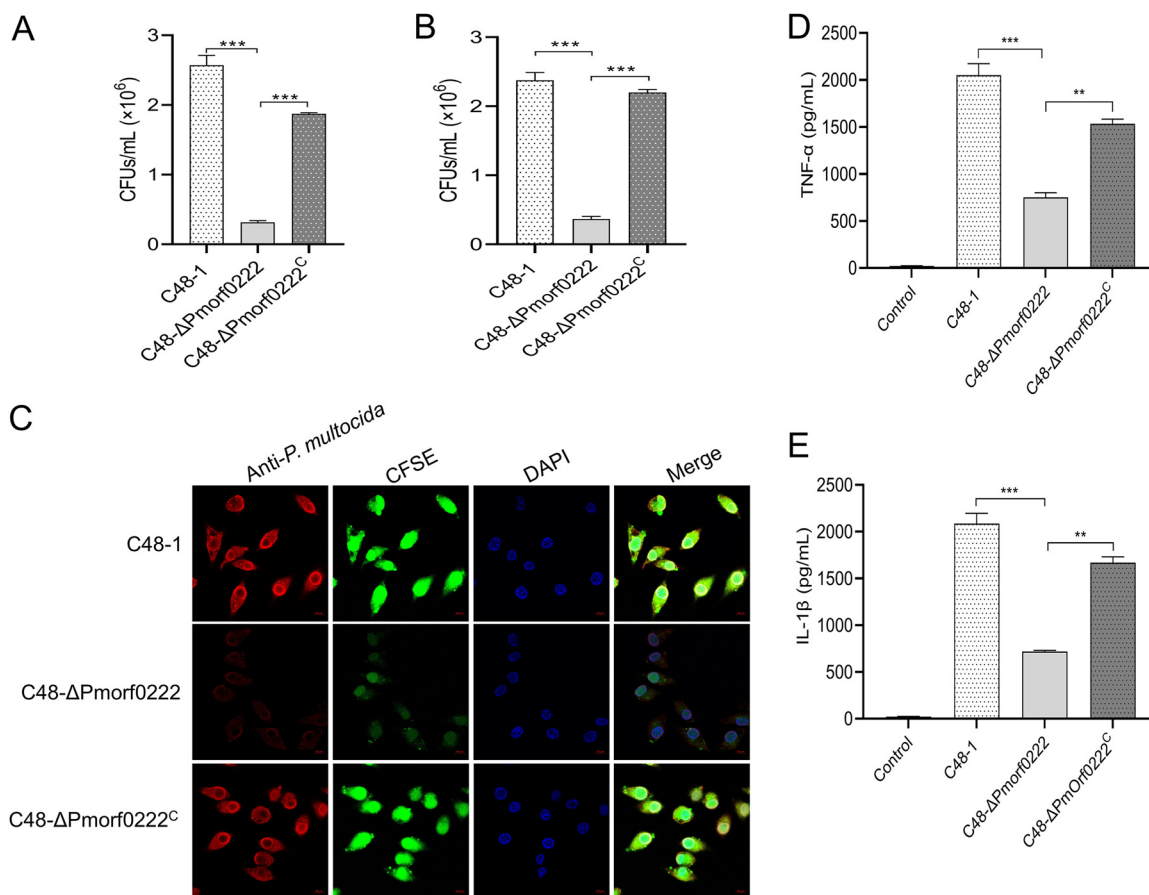 A
3
2
1
0
CFUs/mL (×10⁶)
***
***
C48-1
C48-ΔPmorf0222
C48-ΔPmorf0222ᶜ
B
3
2
1
0
CFUs/mL (×10⁶)
***
***
C48-1
C48-ΔPmorf0222
C48-ΔPmorf0222ᶜ
D
2500
2000
1500
1000
500
0
TNF-α (pg/mL)
***
**
Control
C48-1
C48-ΔPmorf0222
C48-ΔPmorf0222ᶜ
C
Anti-P. multocida
CFSE
DAPI
Merge
C48-1
C48-ΔPmorf0222
C48-ΔPmorf0222ᶜ
E
2500
2000
1500
1000
500
0
IL-1β (pg/mL)
***
**
Control
C48-1
C48-ΔPmorf0222
C48-ΔPmOrf0222ᶜ